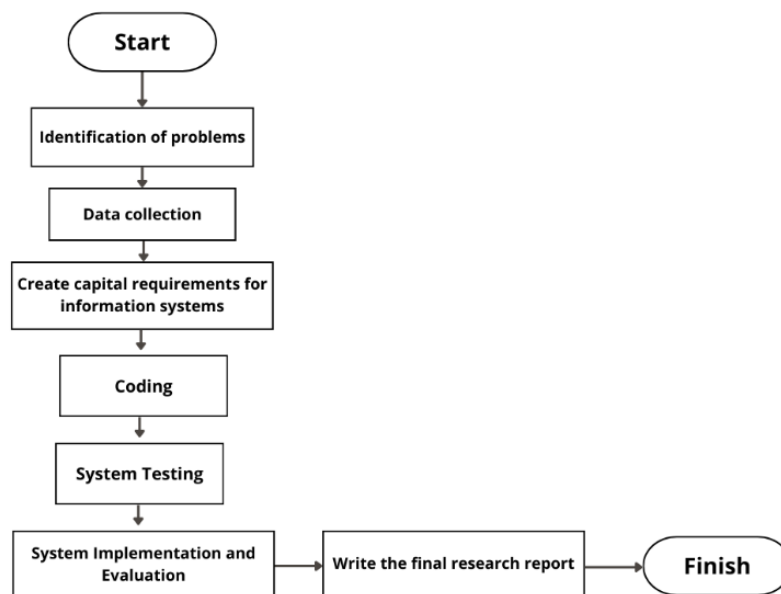 Start
Identification of problems
Data collection
Create capital requirements for
information systems
Coding
System Testing
System Implementation and
Evaluation
Write the final research report
Finish